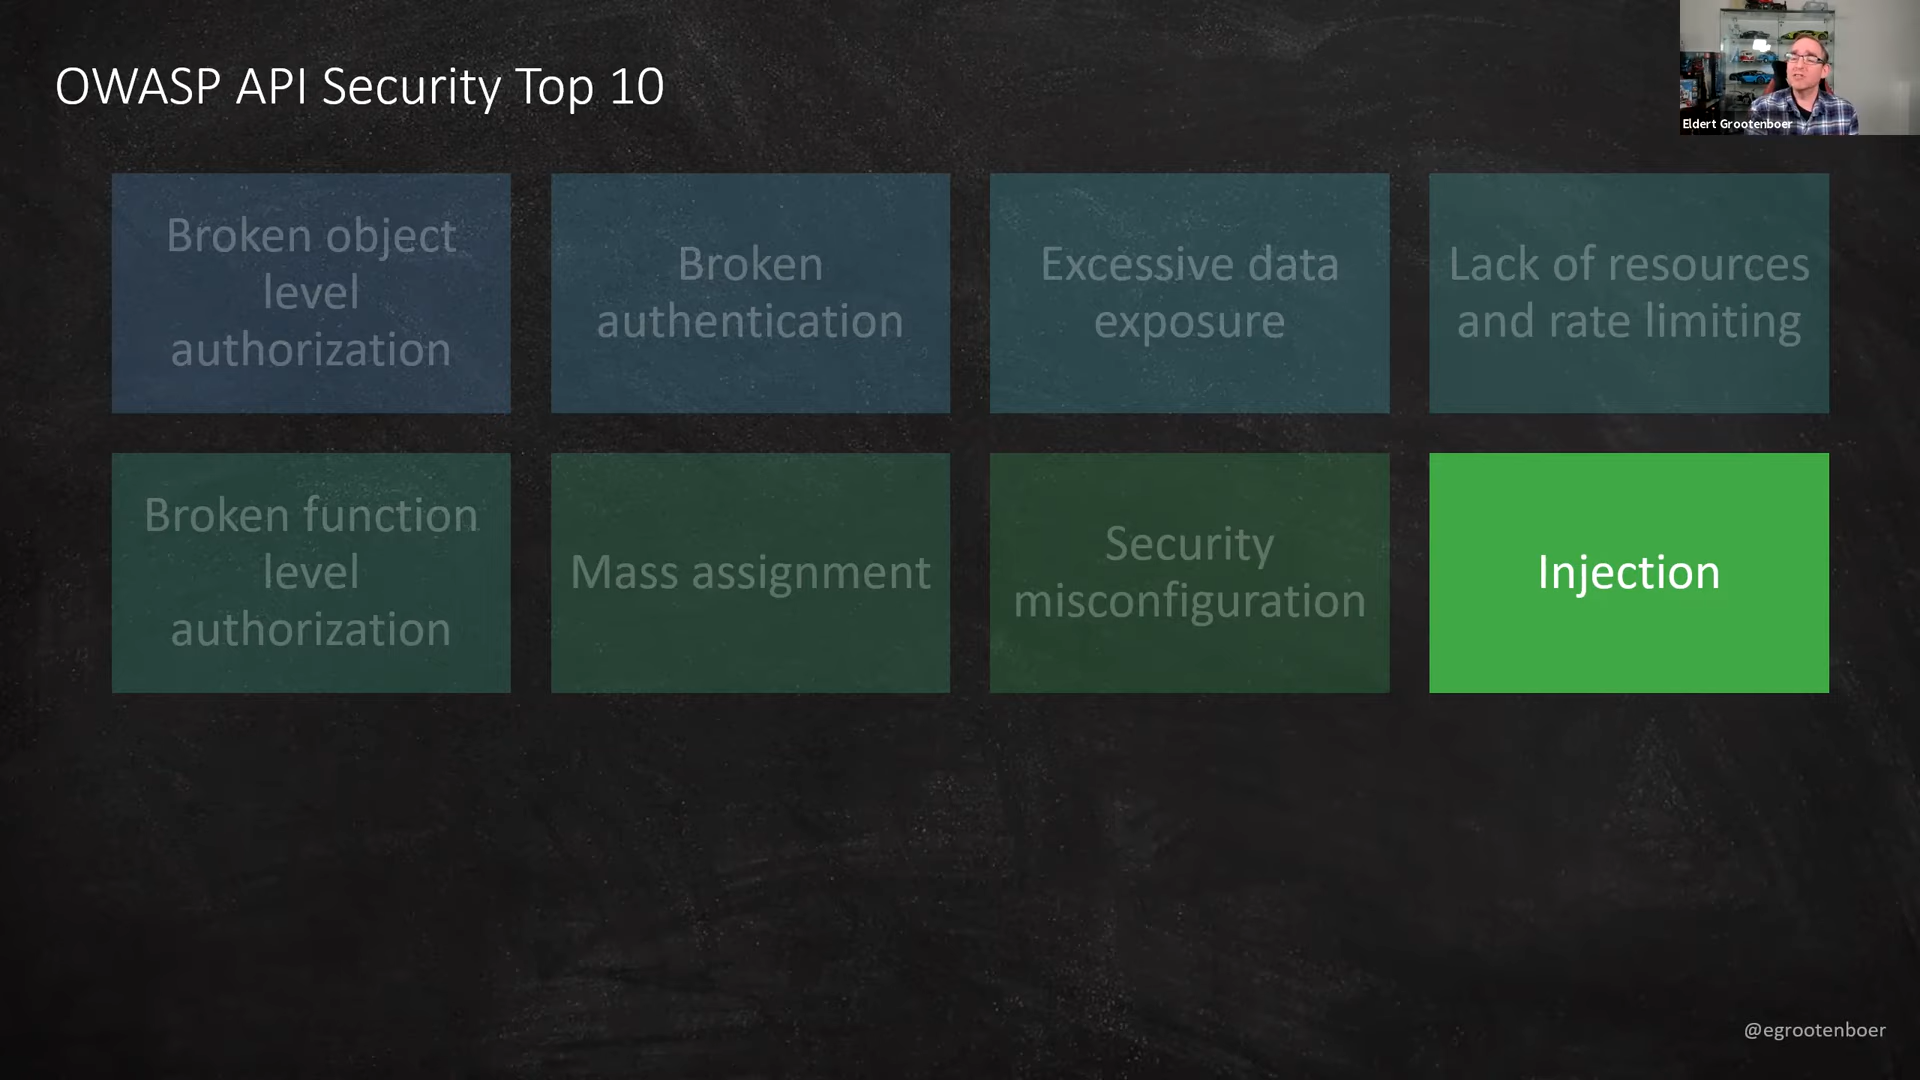 OWASP API Security Top 10
Eldert Grootenboer
Broken object
level
authorization
Broken
authentication
Excessive data
exposure
Lack of resources
and rate limiting
Broken function
level
authorization
Mass assignment
Security
misconfiguration
Injection
@egrootenboer